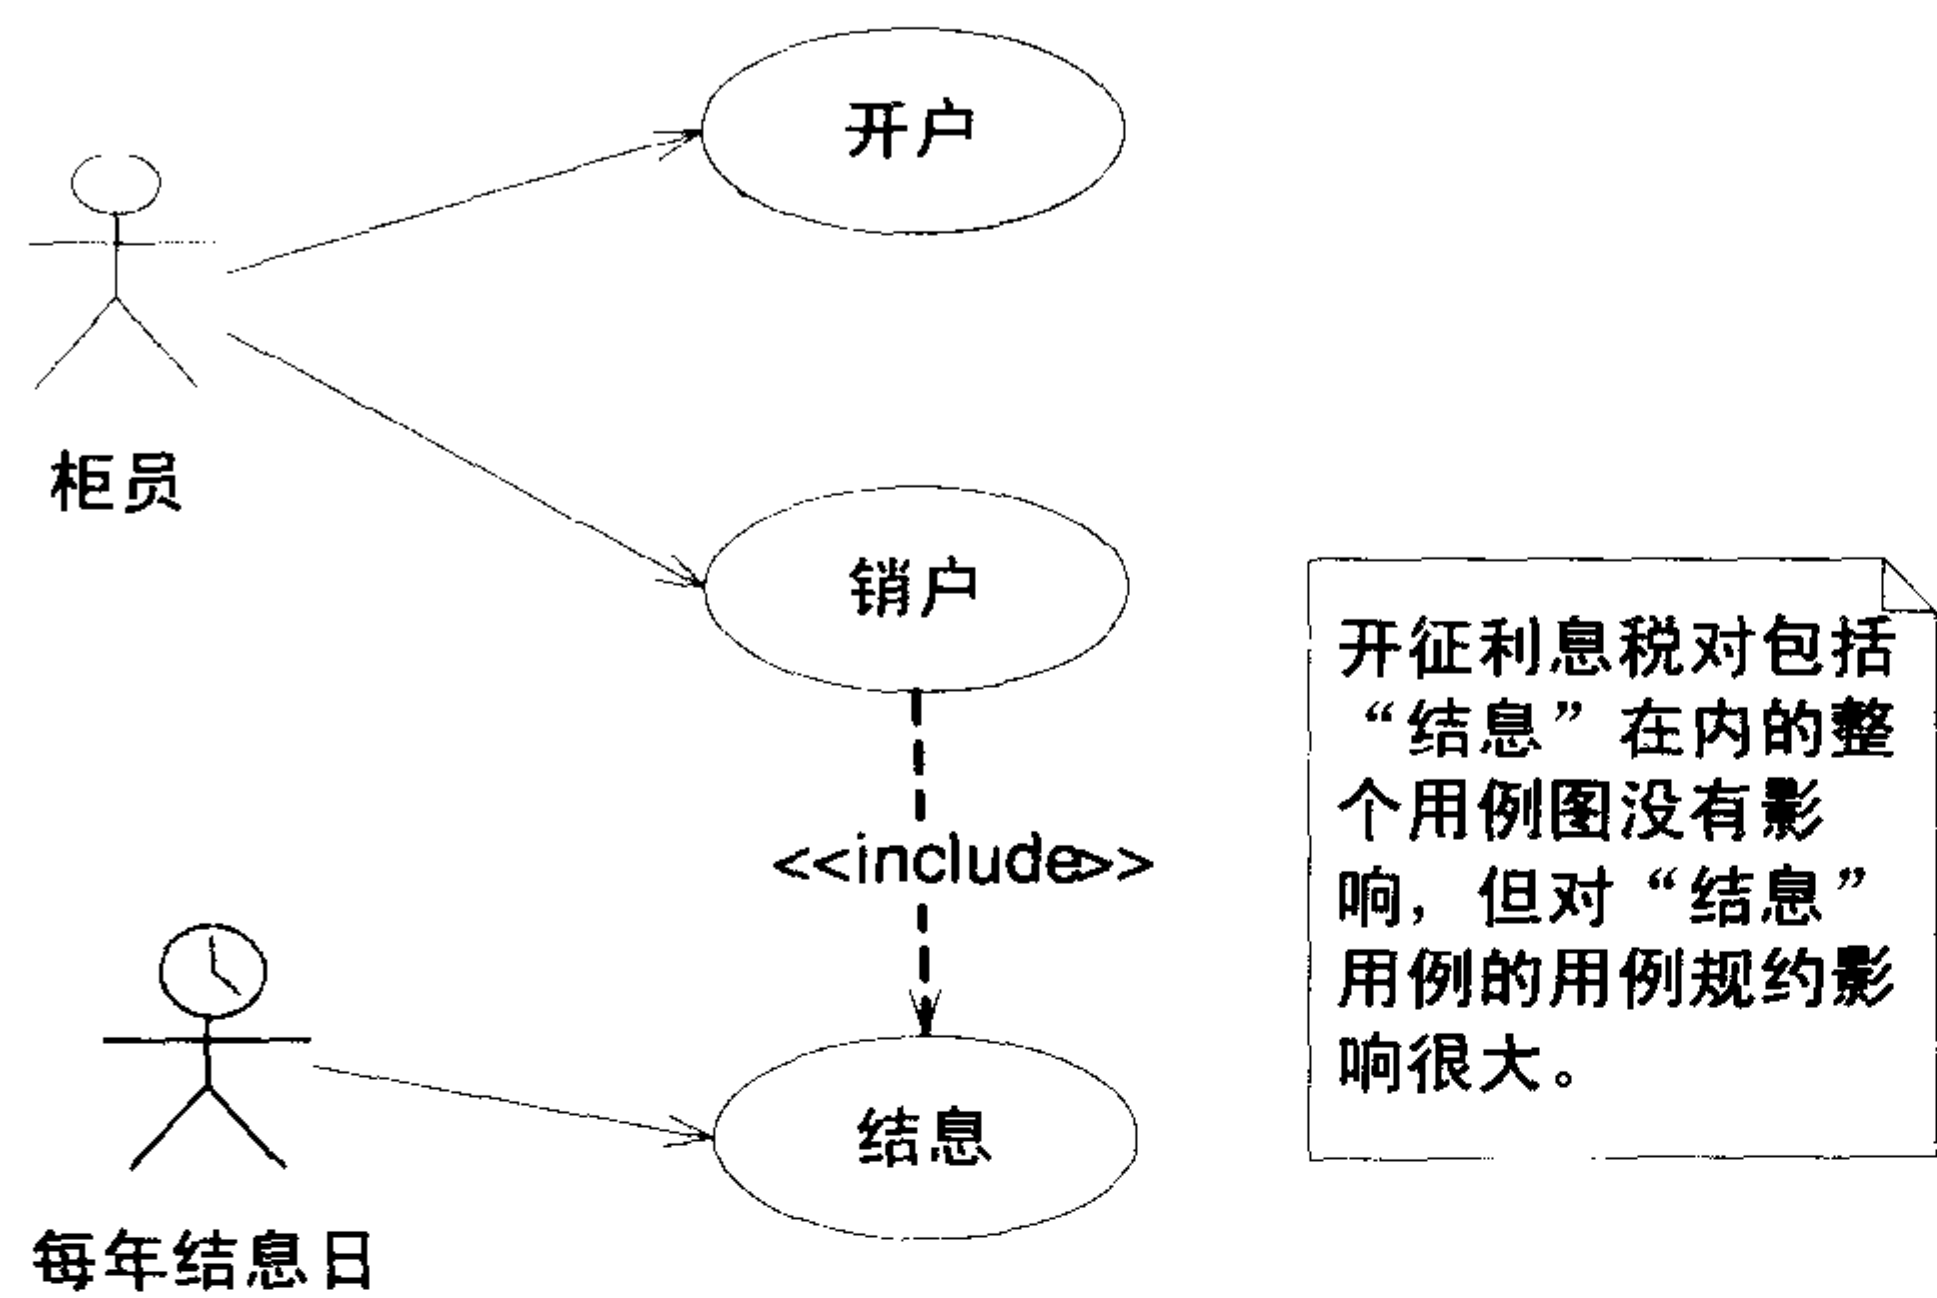 开户
柜员
销户
开征利息税对包括
“结息”在内的整
个用例图没有影
响，但对“结息”
用例的用例规约影
响很大。
<<include>>
结息
每年结息日